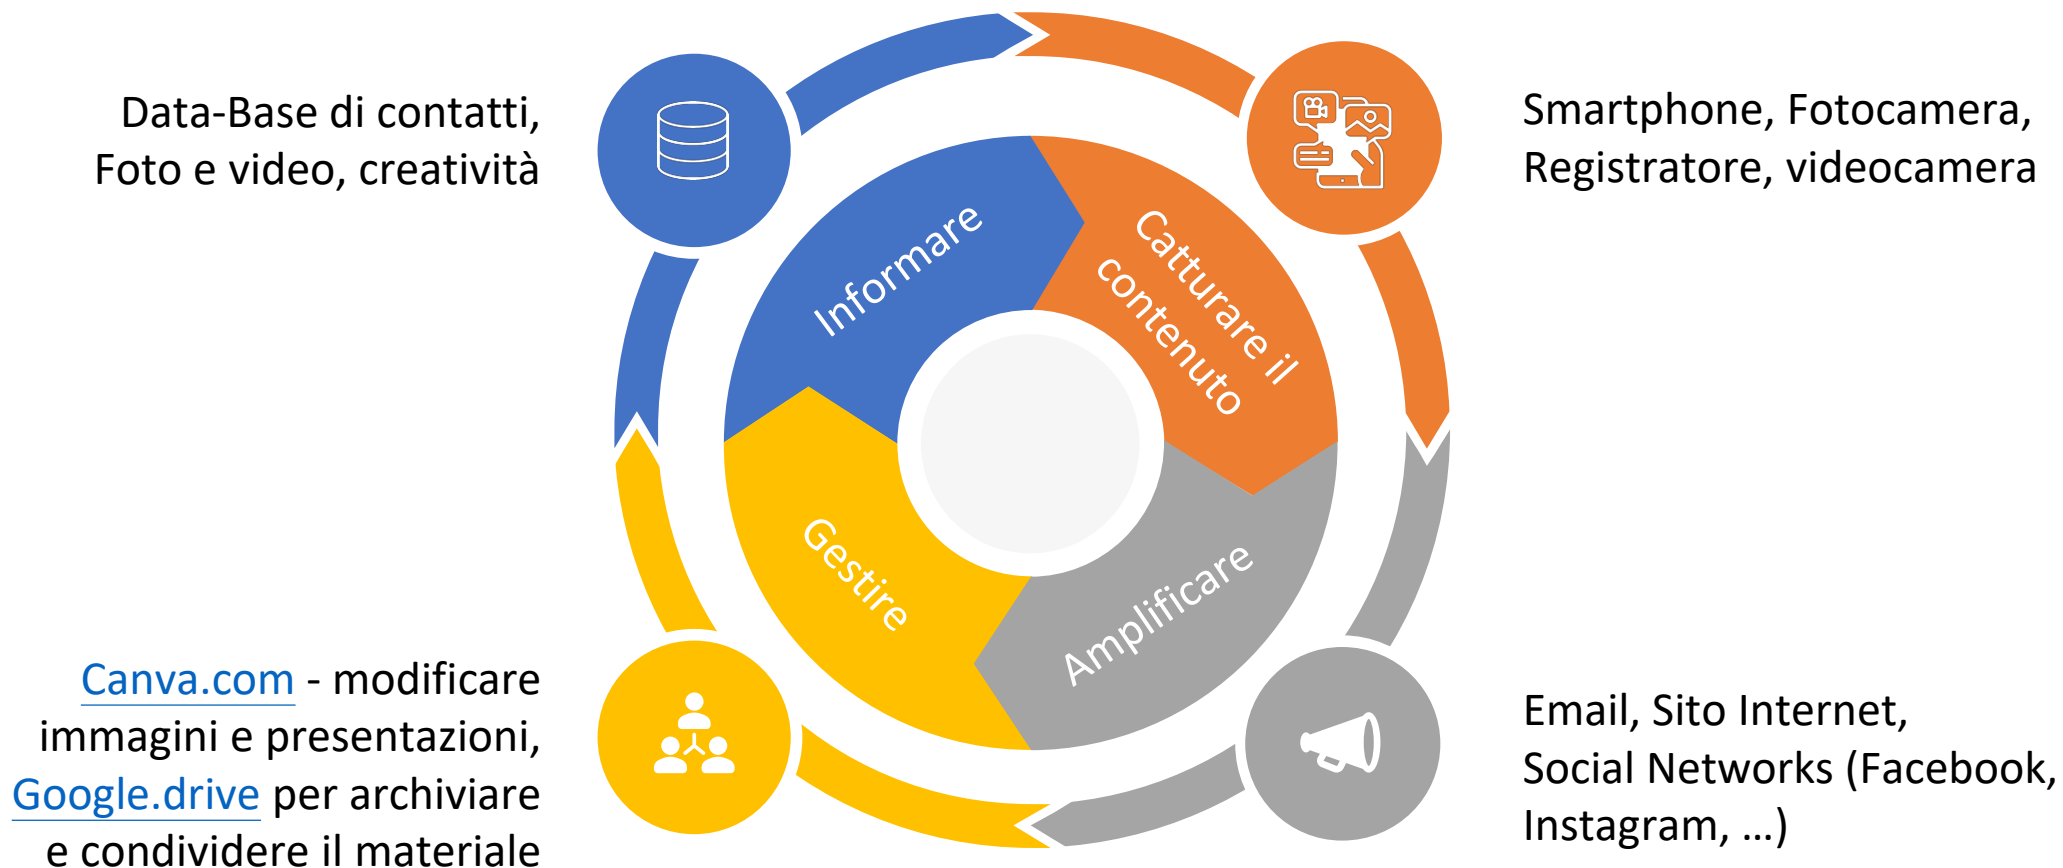 Data-Base di contatti,
Foto e video, creatività
Smartphone, Fotocamera,
Registratore, videocamera
Informare
Catturare il
contenuto
Gestire
Amplificare
Canva.com - modificare
immagini e presentazioni,
Google.drive per archiviare
e condividere il materiale
Email, Sito Internet,
Social Networks (Facebook,
Instagram, …)